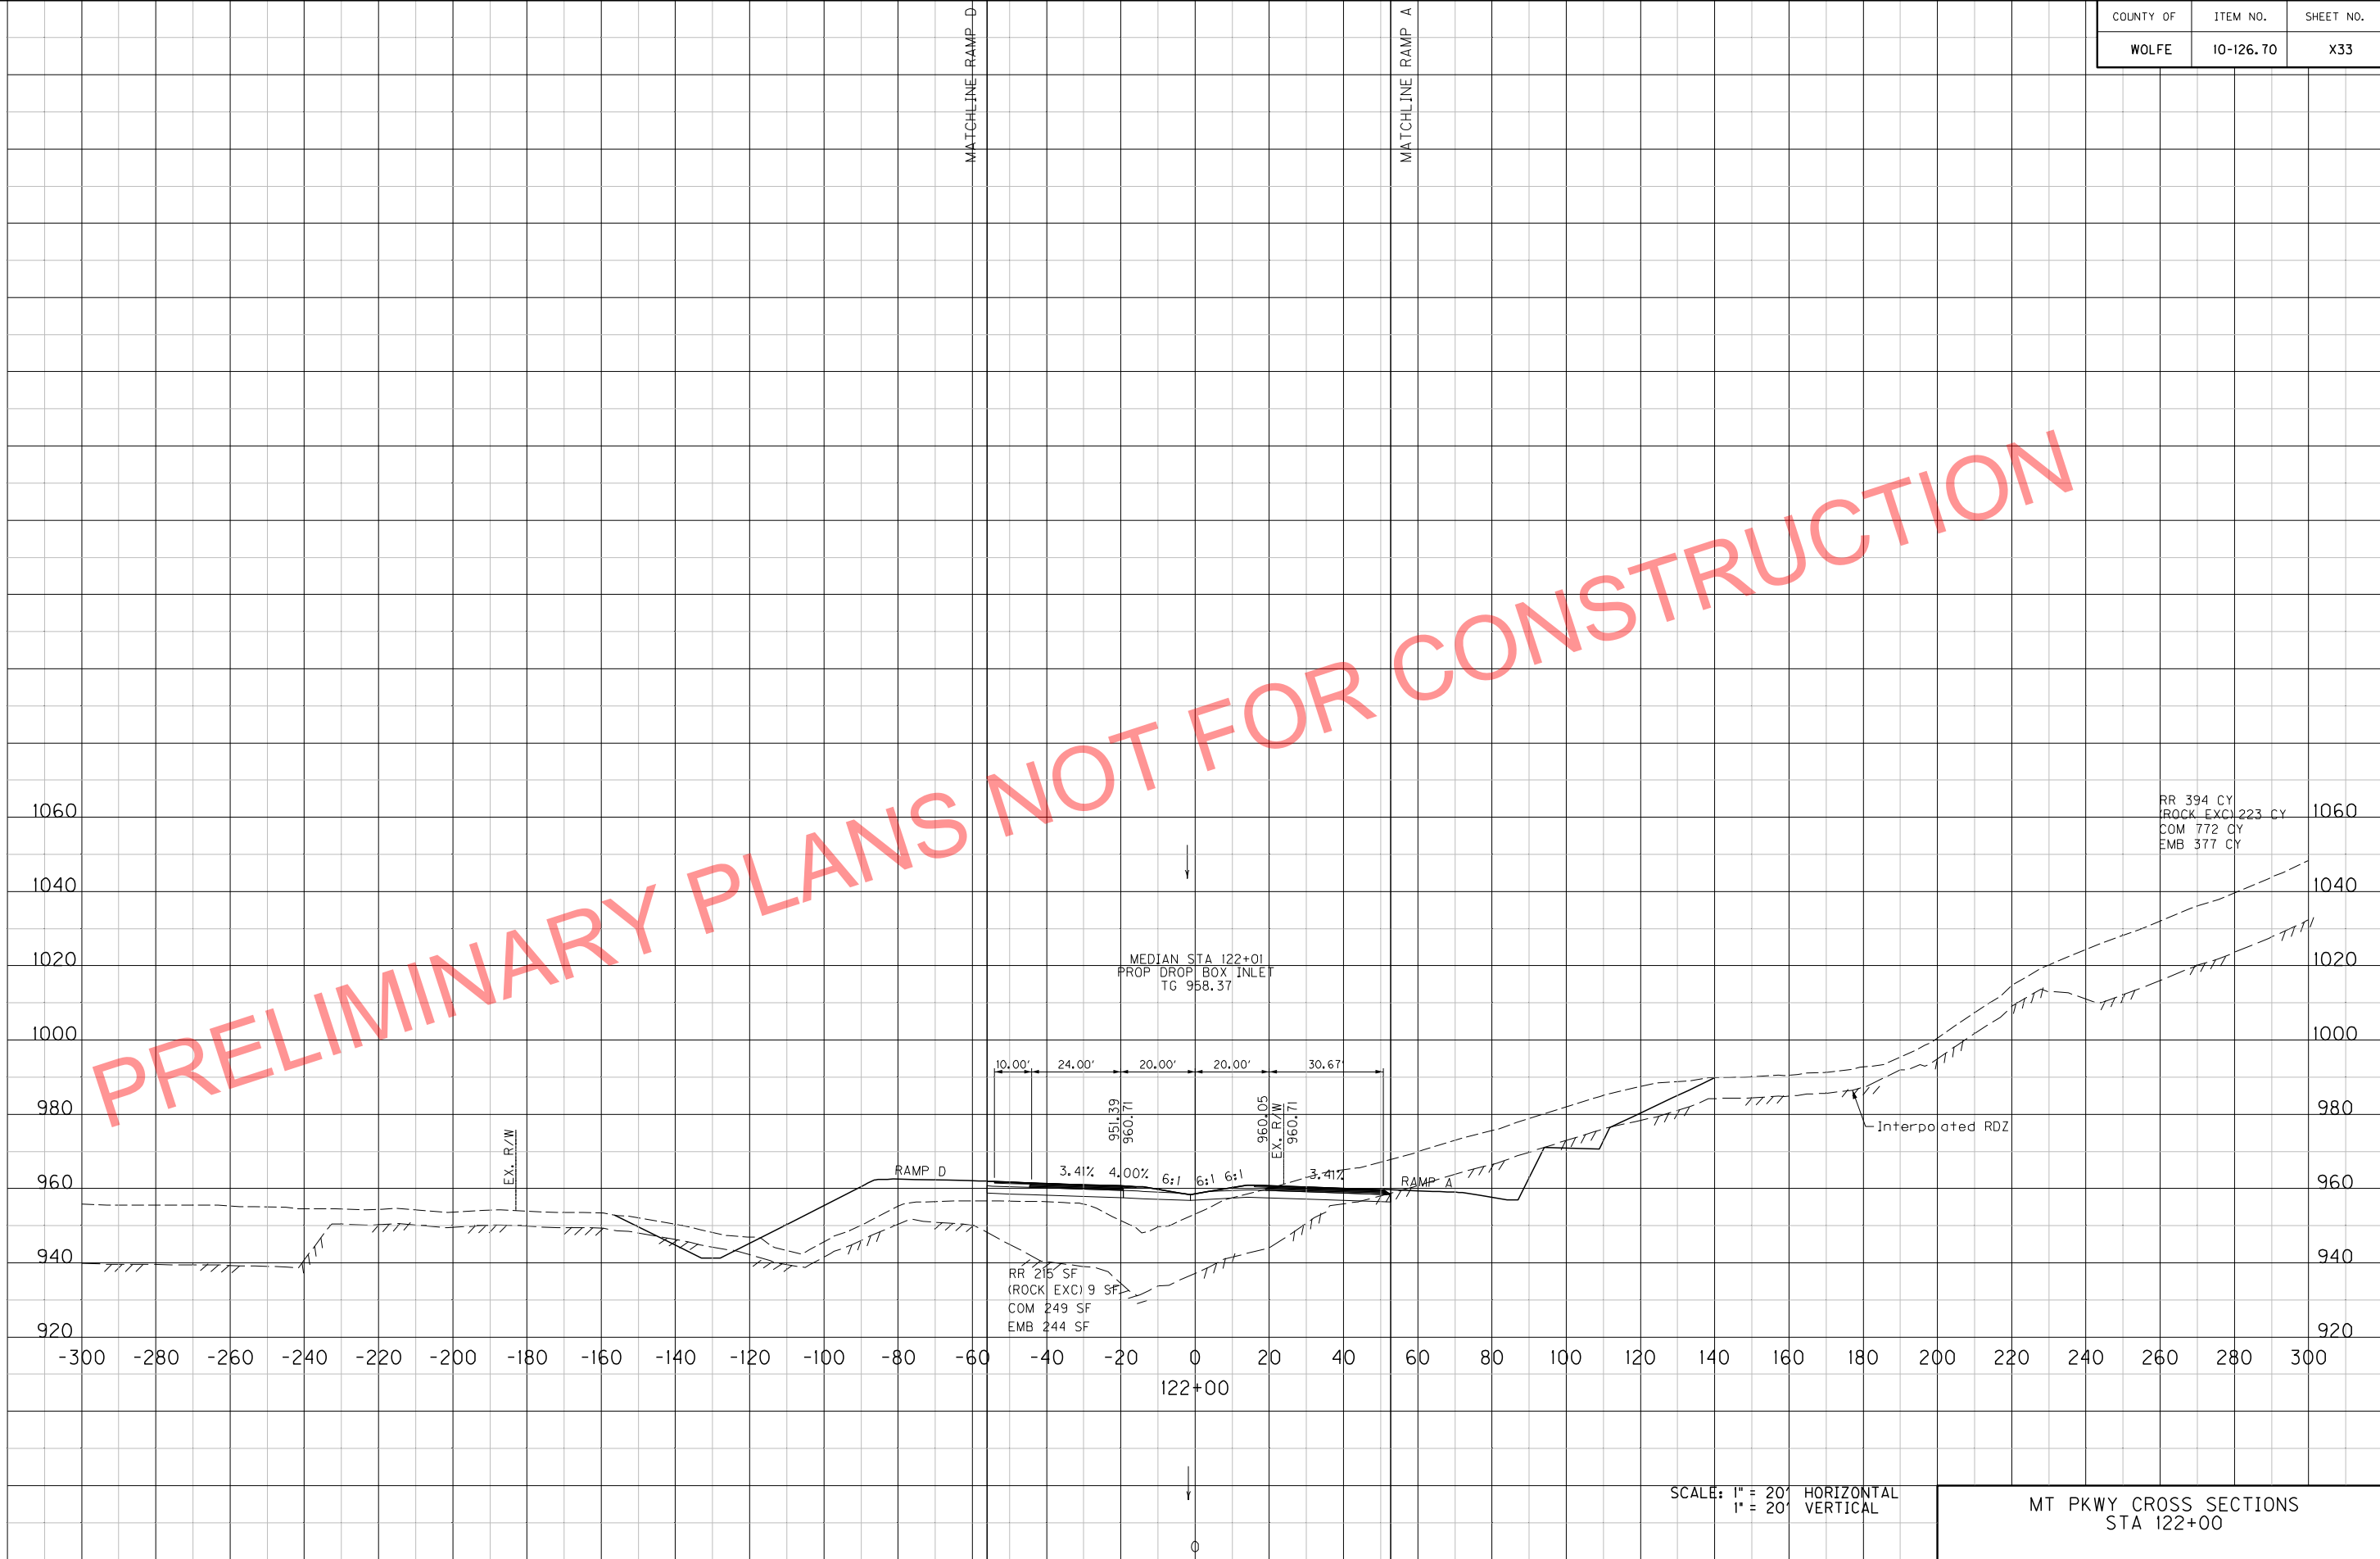 COUNTY OF ITEM NO. SHEET NO.
WOLFE 10-126.70 X33
MATCHLINE RAMP D
MATCHLINE RAMP A
PRELIMINARY PLANS NOT FOR CONSTRUCTION
RR 394 CY
(ROCK EXC) 223 CY
COM 772 CY
EMB 377 CY
1060 1060
1040 1040
1020 1020
1000 1000
980 980
960 960
940 940
920 920
MEDIAN STA 122+01
PROP DROP BOX INLET
TG 958.37
10.00' 24.00' 20.00' 20.00' 30.67'
951.39
960.71
960.05
EX. R/W
960.71
EX. R/W
Interpolated RDZ
RAMP D 3.41% 4.00% 6:1 6:1 6:1 3.41% RAMP A
RR 215 SF
(ROCK EXC) 9 SF
COM 249 SF
EMB 244 SF
-300 -280 -260 -240 -220 -200 -180 -160 -140 -120 -100 -80 -60 -40 -20 0 20 40 60 80 100 120 140 160 180 200 220 240 260 280 300
122+00
SCALE: 1" = 20' HORIZONTAL
1" = 20' VERTICAL
MT PKWY CROSS SECTIONS
STA 122+00
0